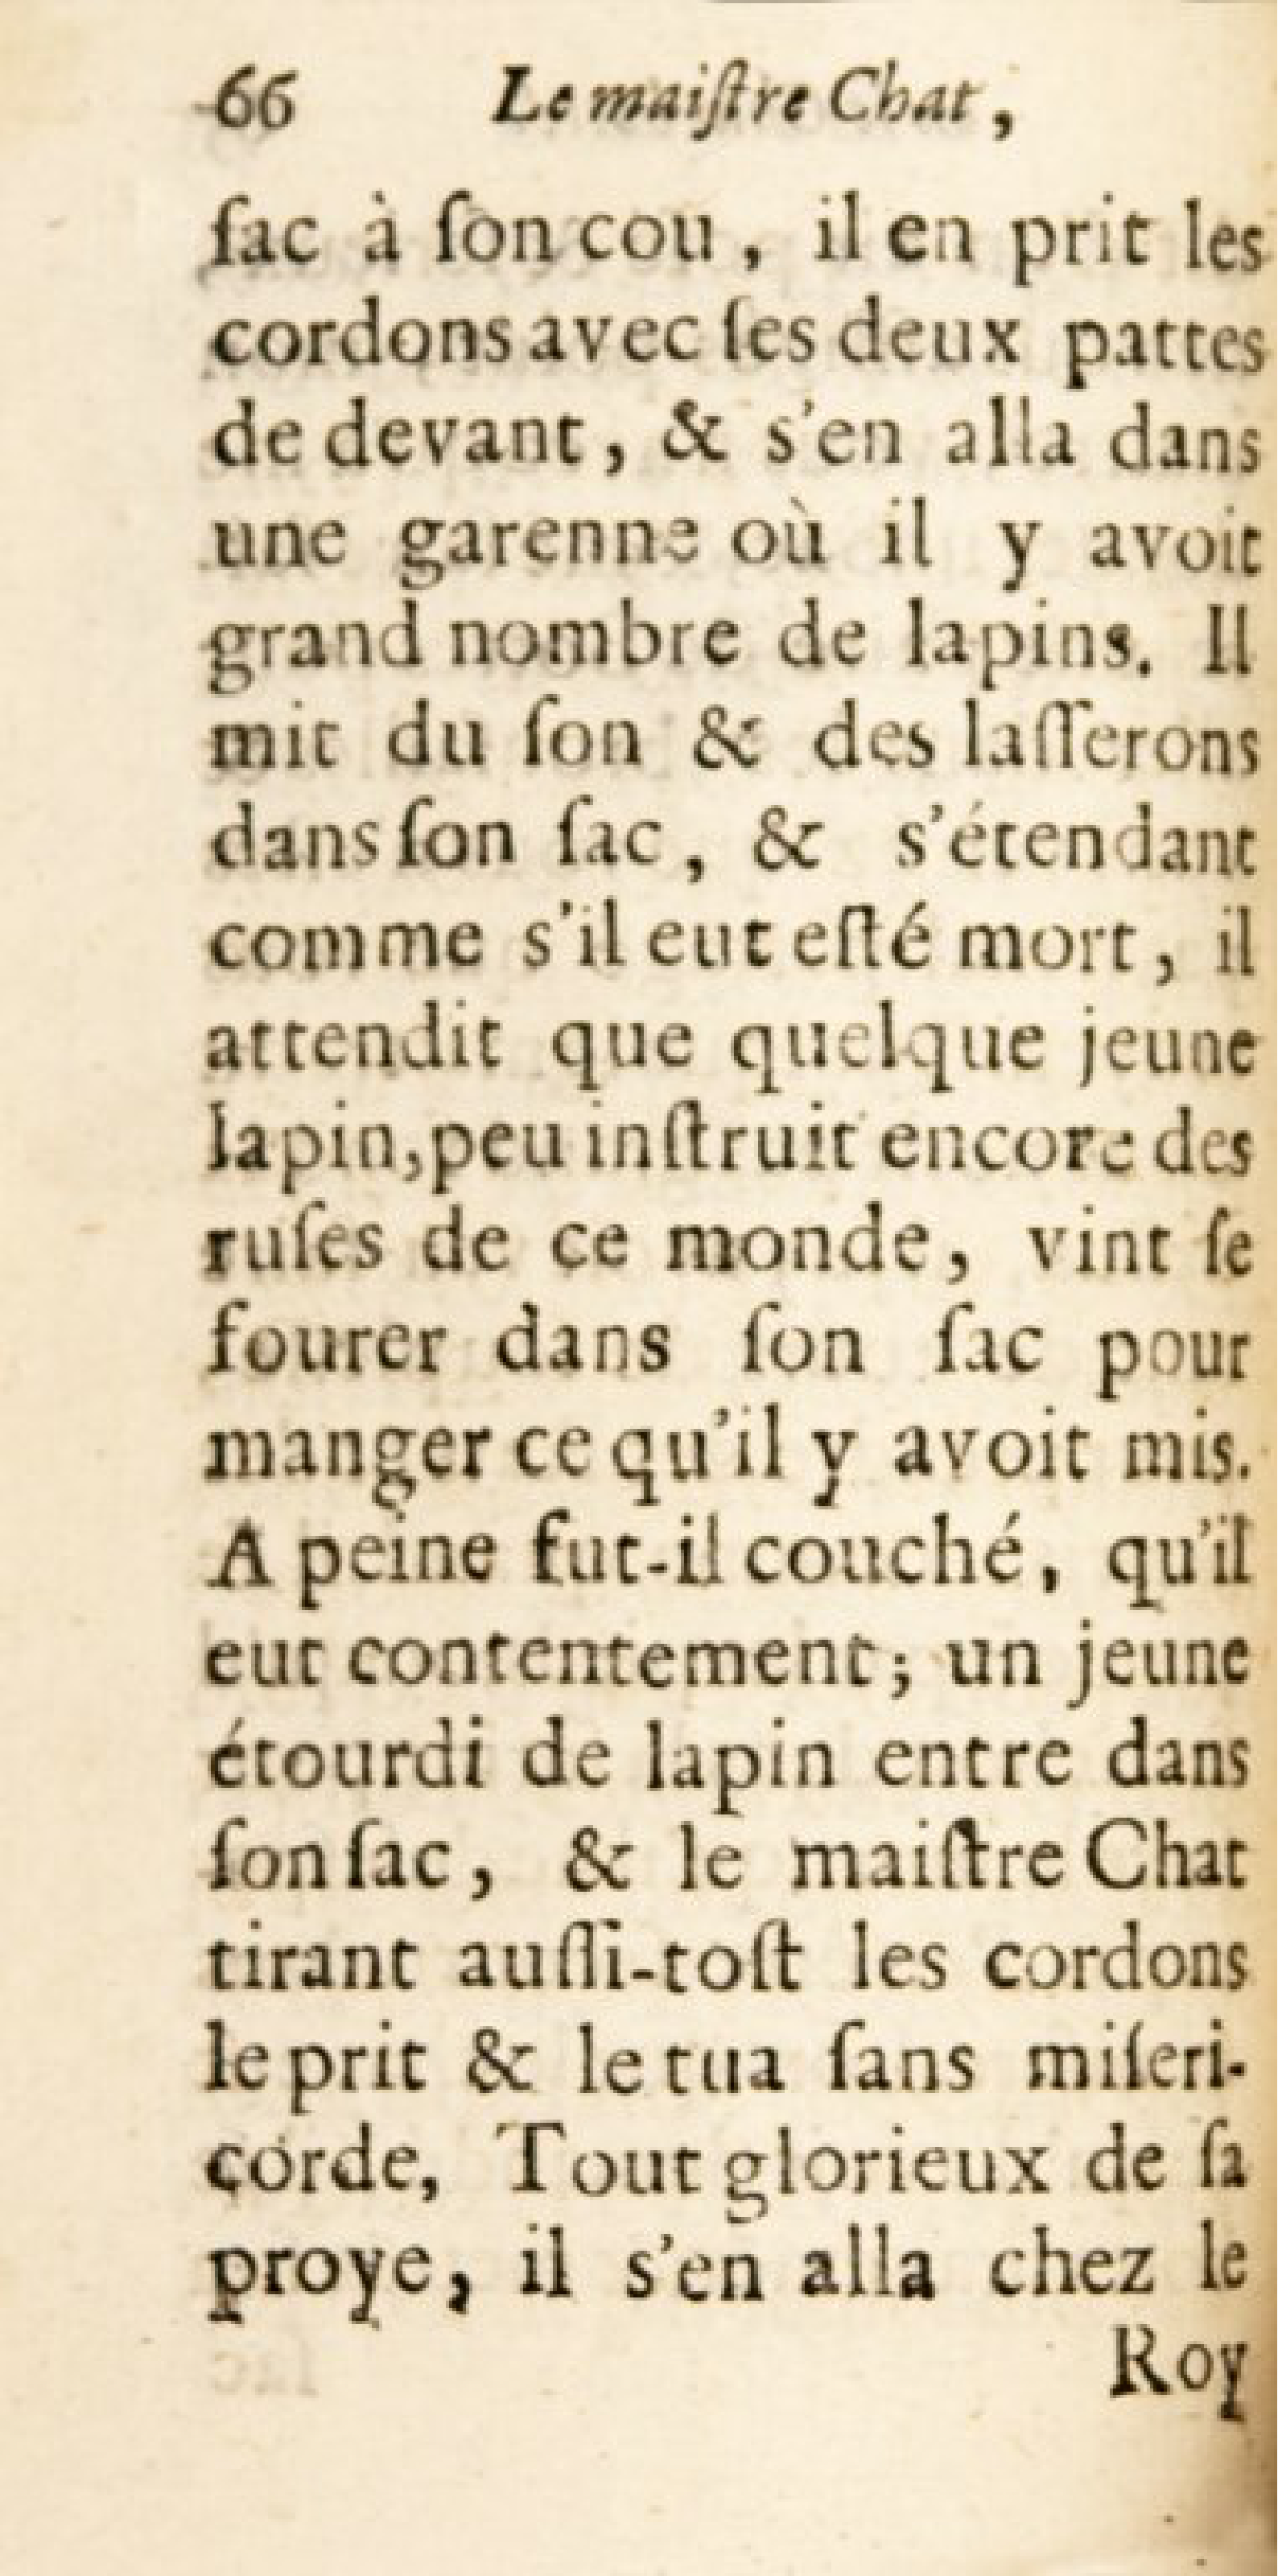 66 Le maiſtre Chat,
ſac à ſon cou, il en prit les
cordons avec ſes deux pattes
de devant, & s'en alla dans
une garenne où il y avoit
grand nombre de lapins. Il
mit du ſon & des laſſerons
dans ſon ſac, & s'étendant
comme s'il eut eſté mort, il
attendit que quelque jeune
lapin, peu inſtruit encore des
ruſes de ce monde, vint ſe
fourer dans ſon ſac pour
manger ce qu'il y avoit mis.
A peine fut-il couché, qu'il
eut contentement; un jeune
étourdi de lapin entre dans
ſon ſac, & le maiſtre Chat
tirant auſſi-toſt les cordons
le prit & le tua ſans miſeri-
corde, Tout glorieux de ſa
proye, il s'en alla chez le
Roy